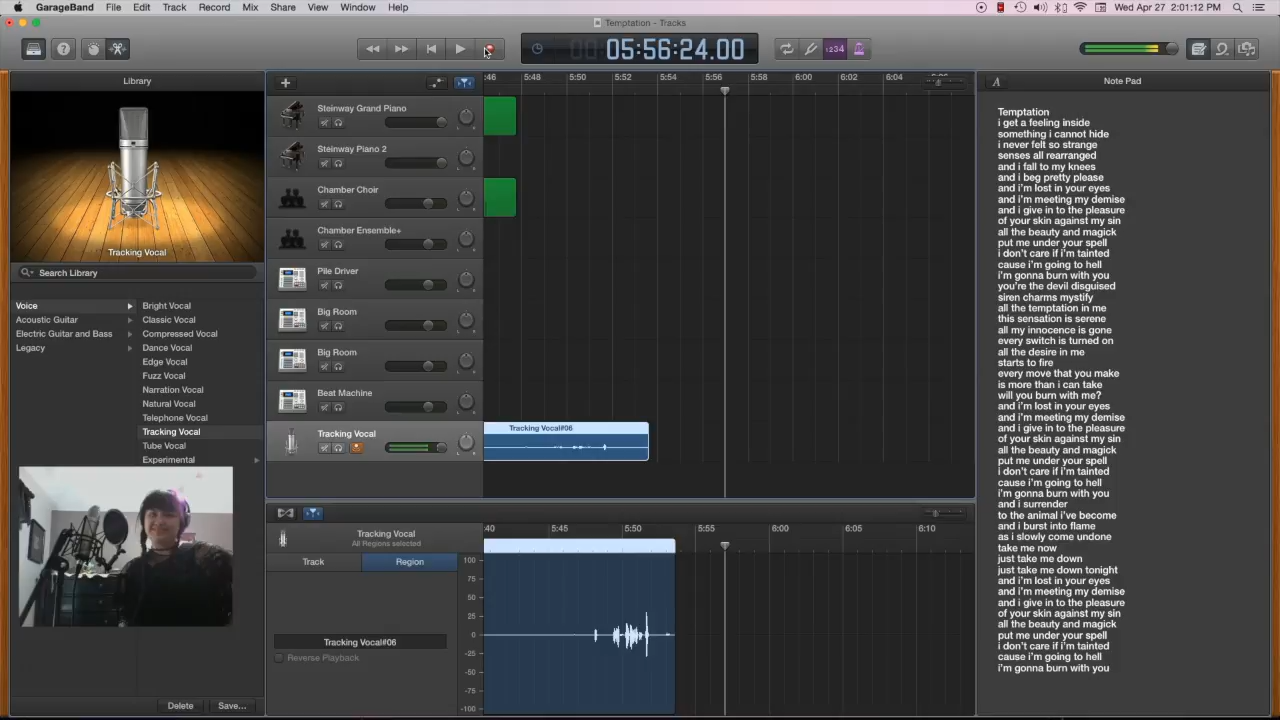 GarageBand File Edit Track Record Mix Share View Window Help Wed Apr 27 2:01:12 PM
Temptation - Tracks
05:56:24.00 1234
Library
Tracking Vocal
Search Library
Voice Bright Vocal
Acoustic Guitar Classic Vocal
Electric Guitar and Bass Compressed Vocal
Legacy Dance Vocal
Edge Vocal
Fuzz Vocal
Narration Vocal
Natural Vocal
Telephone Vocal
Tracking Vocal
Tube Vocal
Experimental
Delete Save...
:46 5:48 5:50 5:52 5:54 5:56 5:58 6:00 6:02 6:04 6:06
Steinway Grand Piano
Steinway Piano 2
Chamber Choir
Chamber Ensemble+
Pile Driver
Big Room
Big Room
Beat Machine
Tracking Vocal
Tracking Vocal#06
:40 5:45 5:50 5:55 6:00 6:05 6:10
Tracking Vocal
All Regions selected
Track Region
Tracking Vocal#06
Reverse Playback
100
75
50
25
0
-25
-50
-75
-100
Note Pad
Temptation
i get a feeling inside
something i cannot hide
i never felt so strange
senses all rearranged
and i fall to my knees
and i beg pretty please
and i'm lost in your eyes
and i'm meeting my demise
and i give in to the pleasure
of your skin against my sin
all the beauty and magick
put me under your spell
i don't care if i'm tainted
cause i'm going to hell
i'm gonna burn with you
you're the devil disguised
siren charms mystify
all the temptation in me
this sensation is serene
all my innocence is gone
every switch is turned on
all the desire in me
starts to fire
every move that you make
is more than i can take
will you burn with me?
and i'm lost in your eyes
and i'm meeting my demise
and i give in to the pleasure
of your skin against my sin
all the beauty and magick
put me under your spell
i don't care if i'm tainted
cause i'm going to hell
i'm gonna burn with you
and i surrender
to the animal i've become
and i burst into flame
as i slowly come undone
take me now
just take me down
just take me down tonight
and i'm lost in your eyes
and i'm meeting my demise
and i give in to the pleasure
of your skin against my sin
all the beauty and magick
put me under your spell
i don't care if i'm tainted
cause i'm going to hell
i'm gonna burn with you